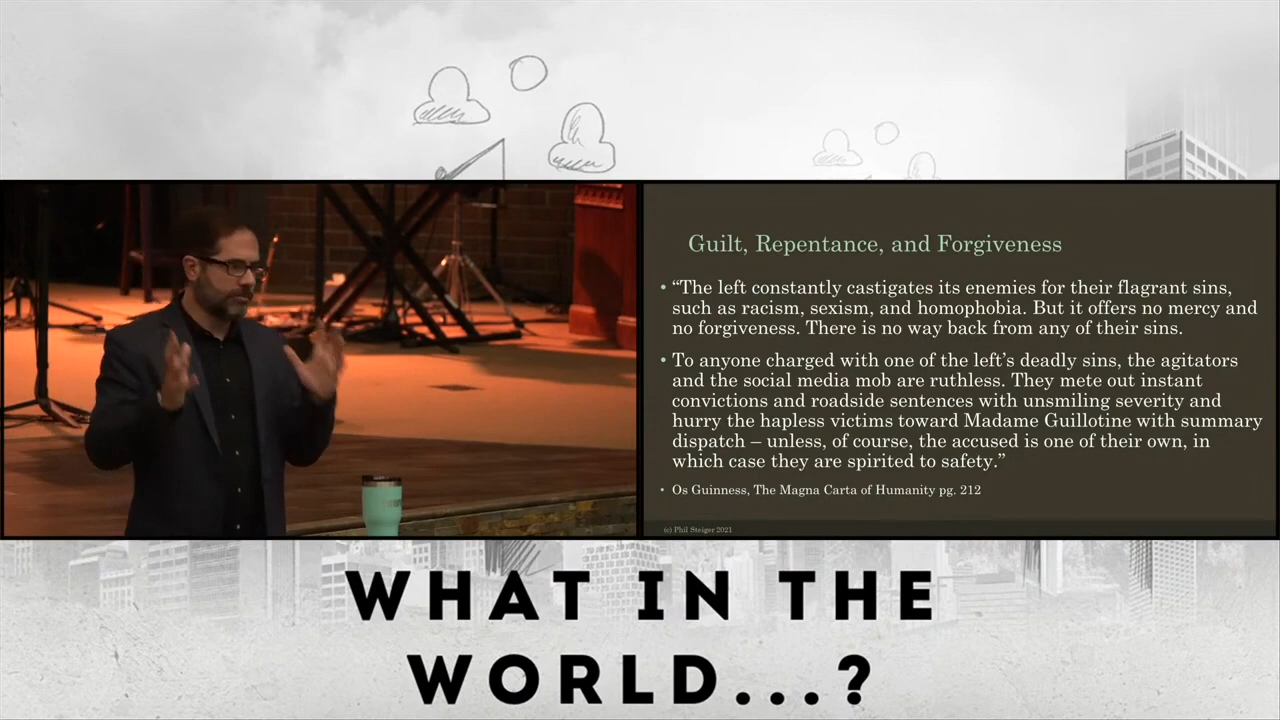 Guilt, Repentance, and Forgiveness
• “The left constantly castigates its enemies for their flagrant sins,
such as racism, sexism, and homophobia. But it offers no mercy and
no forgiveness. There is no way back from any of their sins.
• To anyone charged with one of the left’s deadly sins, the agitators
and the social media mob are ruthless. They mete out instant
convictions and roadside sentences with unsmiling severity and
hurry the hapless victims toward Madame Guillotine with summary
dispatch – unless, of course, the accused is one of their own, in
which case they are spirited to safety.”
• Os Guinness, The Magna Carta of Humanity pg. 212
(c) Phil Steiger 2021
WHAT IN THE
WORLD...?